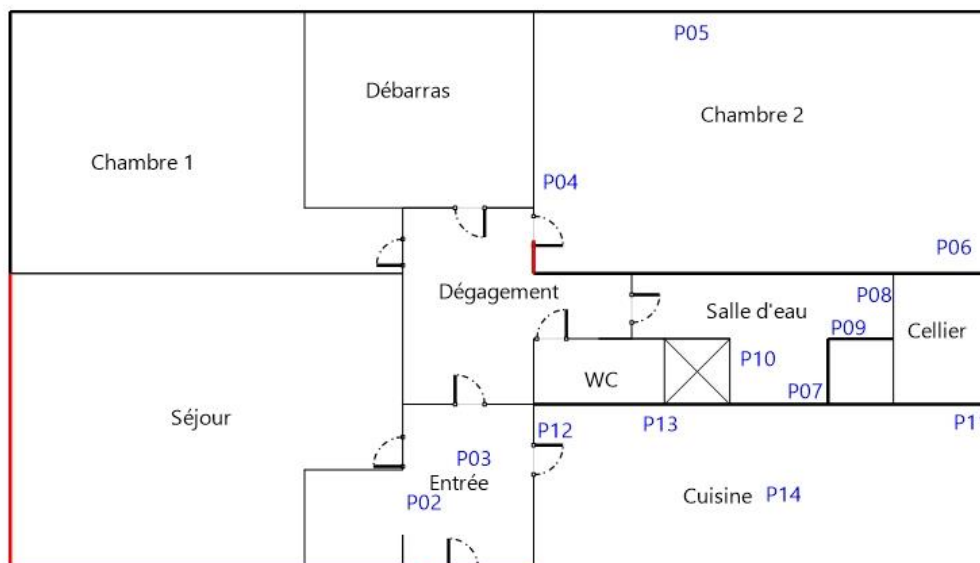 P05
Débarras
Chambre 2
Chambre 1
P04
P06
Dégagement
P08
Salle d'eau
P09
Cellier
P10
WC
P07
Séjour
P13
P11
P12
P03
Entrée
P02
Cuisine P14